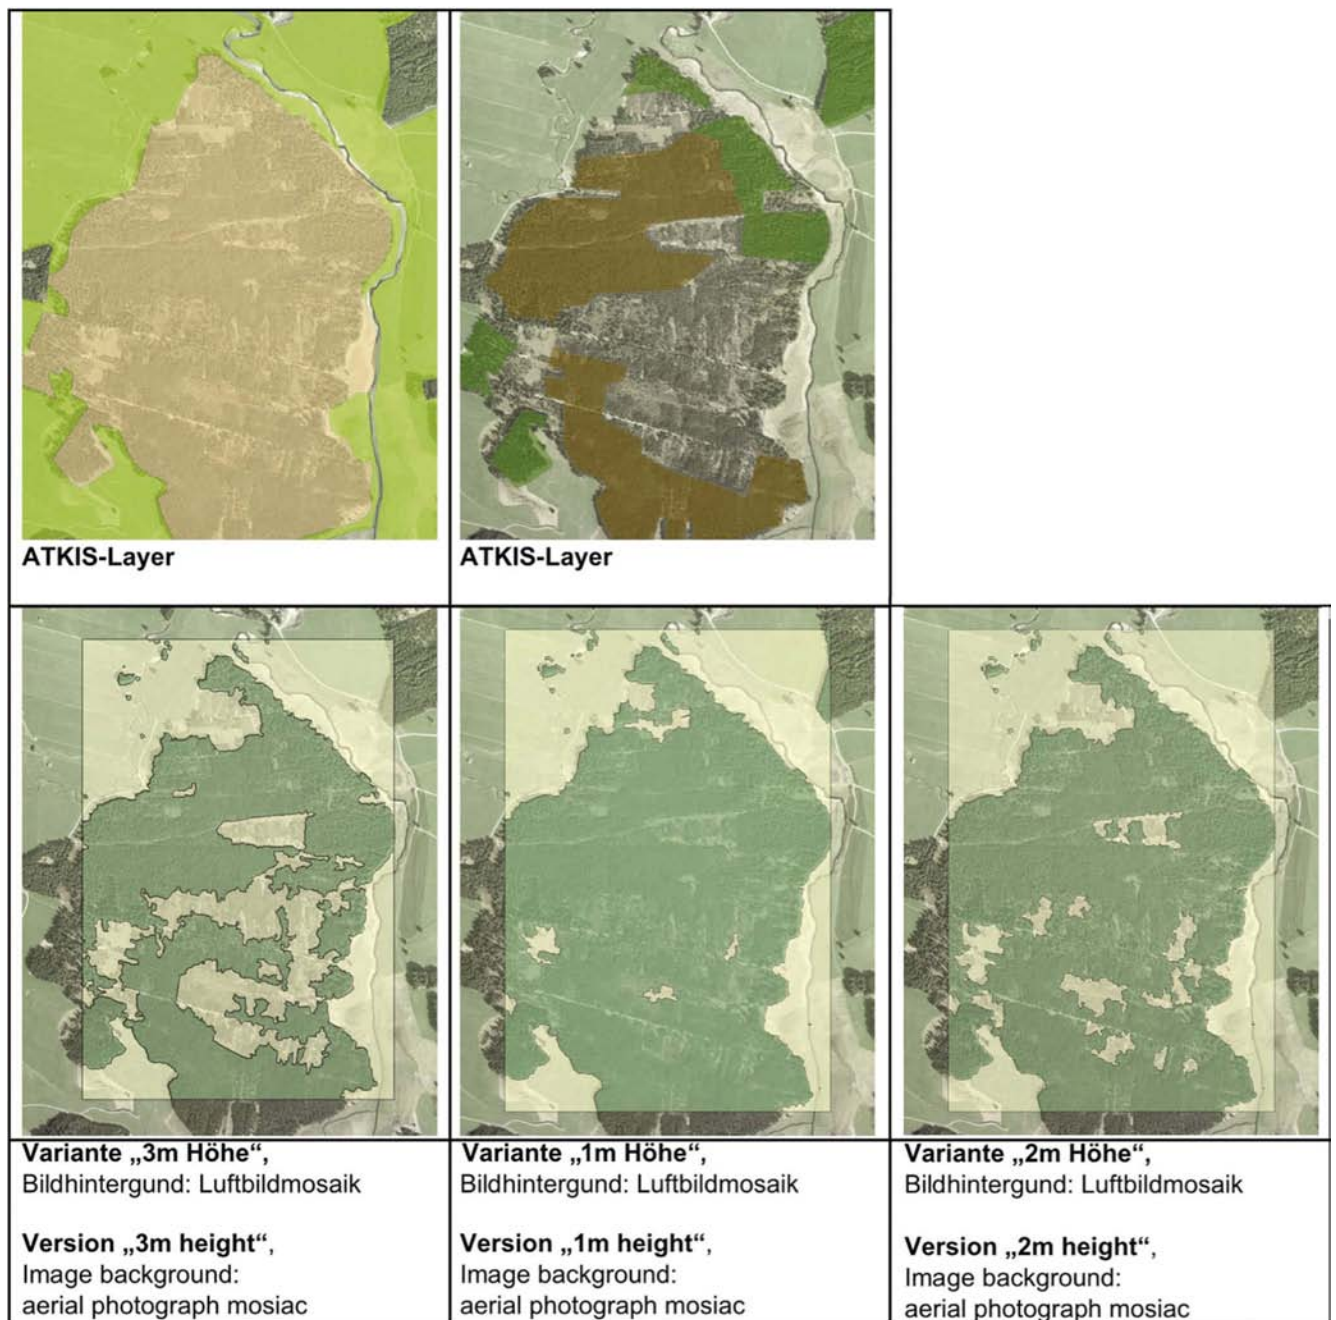 ATKIS-Layer
ATKIS-Layer
Variante „3m Höhe“,
Bildhintergund: Luftbildmosaik
Version „3m height“,
Image background:
aerial photograph mosiac
Variante „1m Höhe“,
Bildhintergund: Luftbildmosaik
Version „1m height“,
Image background:
aerial photograph mosiac
Variante „2m Höhe“,
Bildhintergund: Luftbildmosaik
Version „2m height“,
Image background:
aerial photograph mosiac